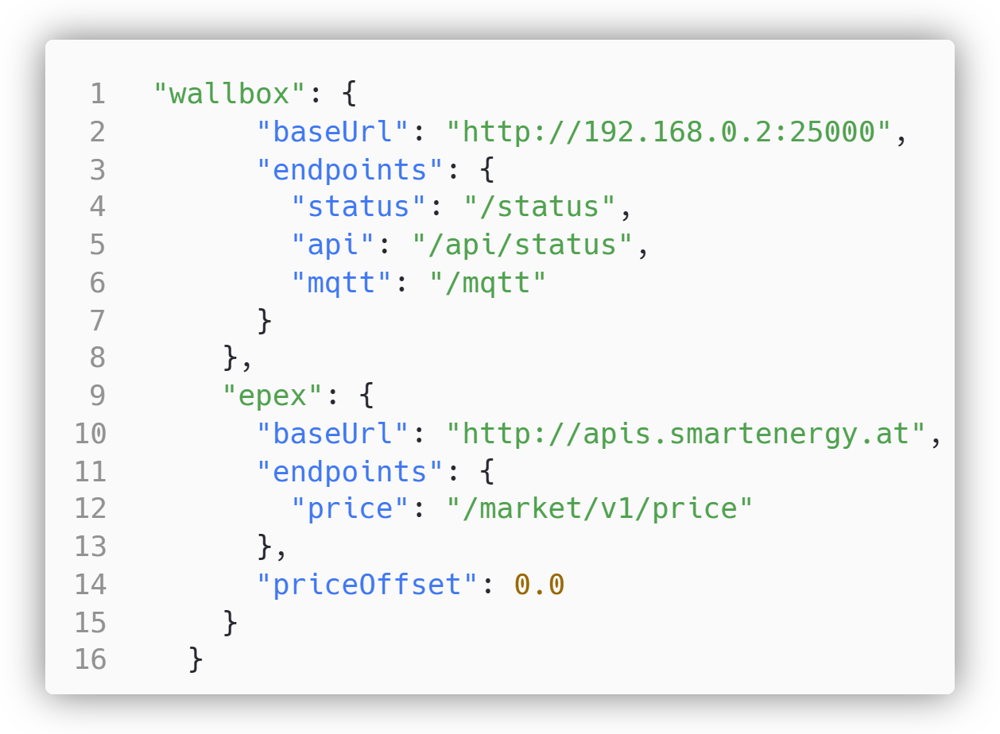 1 "wallbox": {
2 "baseUrl": "http://192.168.0.2:25000",
3 "endpoints": {
4 "status": "/status",
5 "api": "/api/status",
6 "mqtt": "/mqtt"
7 }
8 },
9 "epex": {
10 "baseUrl": "http://apis.smartenergy.at",
11 "endpoints": {
12 "price": "/market/v1/price"
13 },
14 "priceOffset": 0.0
15 }
16 }